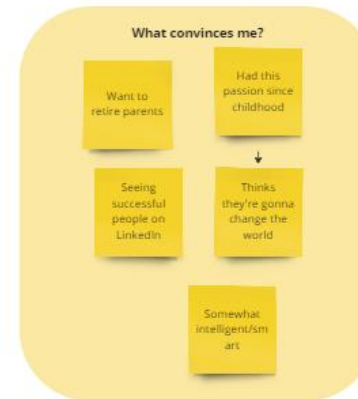 What convinces me?
Want to
retire parents
Had this
passion since
childhood
Seeing
successful
people on
LinkedIn
Thinks
they're gonna
change the
world
Somewhat
intelligent/sm
art